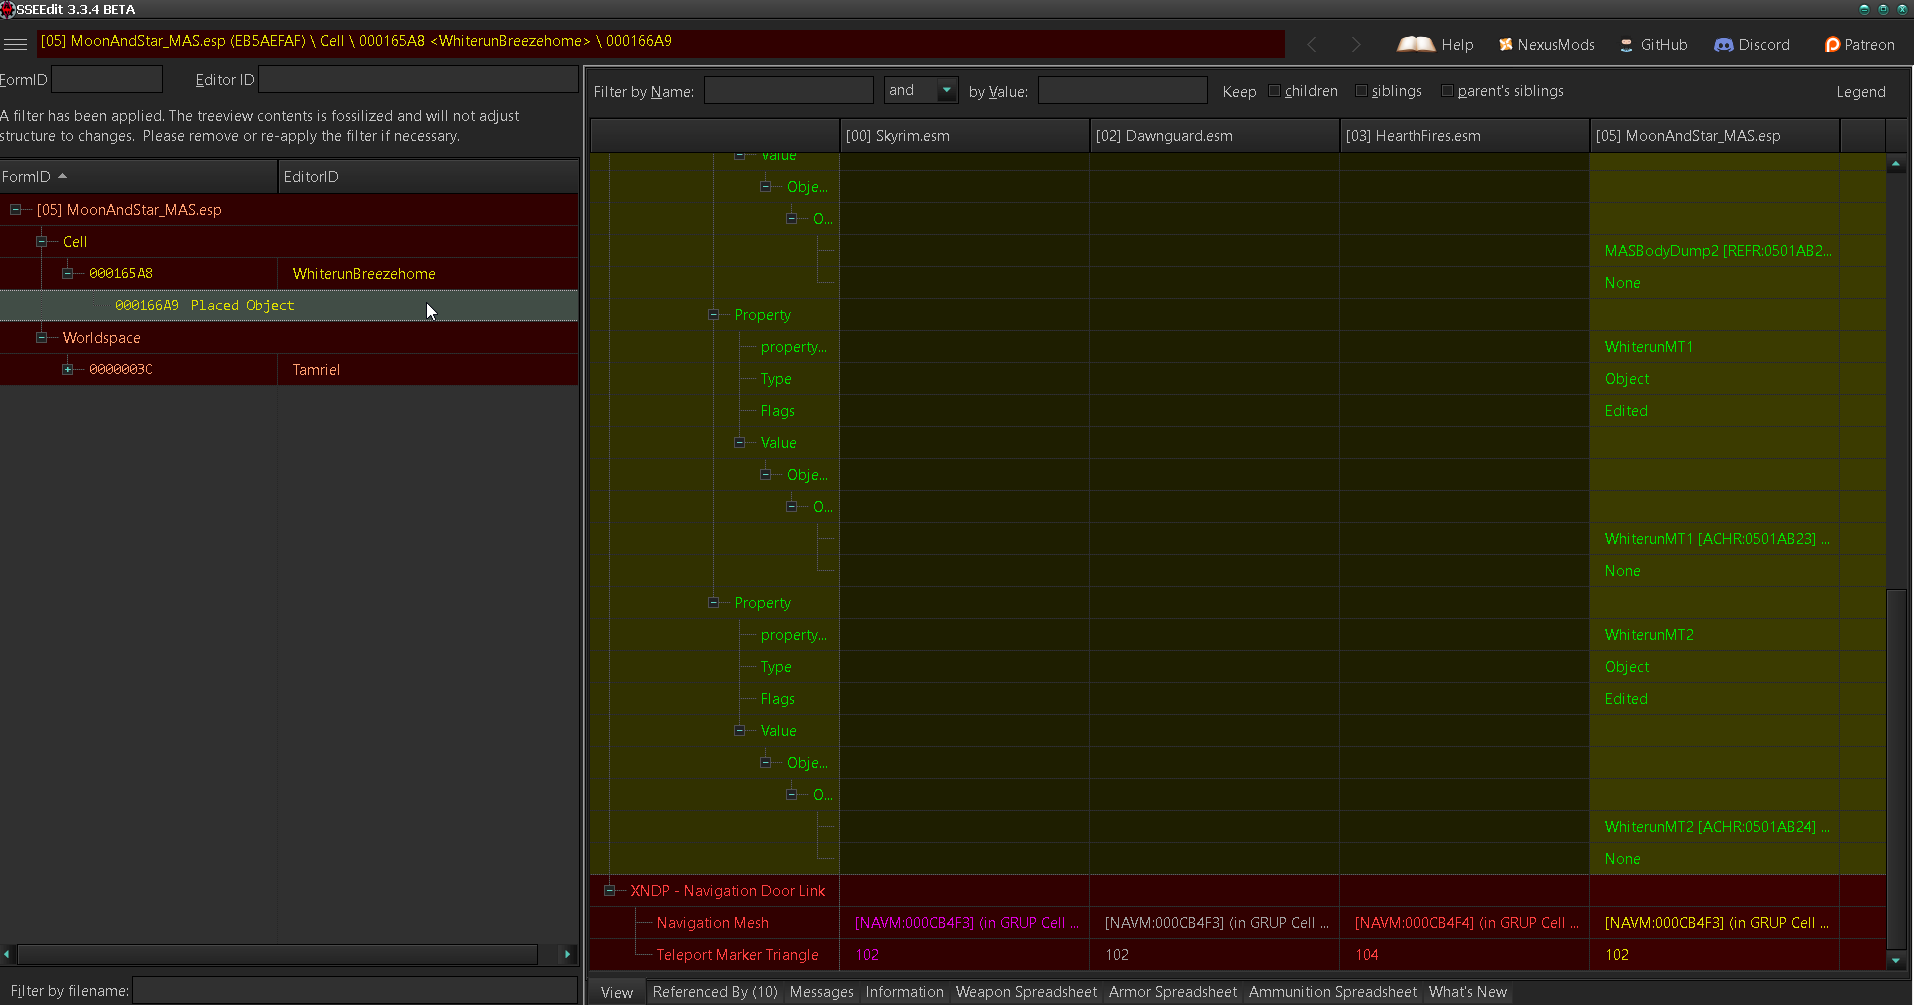 SSEEdit 3.3.4 BETA
[05] MoonAndStar_MAS.esp (EB5AEFAF) \ Cell \ 000165A8 <WhiterunBreezehome> \ 000166A9
Help NexusMods GitHub Discord Patreon
FormID Editor ID
A filter has been applied. The treeview contents is fossilized and will not adjust
structure to changes. Please remove or re-apply the filter if necessary.
FormID EditorID
[05] MoonAndStar_MAS.esp
Cell
000165A8 WhiterunBreezehome
000166A9 Placed Object
Worldspace
0000003C Tamriel
Filter by filename:
Filter by Name: and by Value: Keep children siblings parent's siblings Legend
[00] Skyrim.esm [02] Dawnguard.esm [03] HearthFires.esm [05] MoonAndStar_MAS.esp
Value
Obje...
O...
MASBodyDump2 [REFR:0501AB2...
None
Property
property... WhiterunMT1
Type Object
Flags Edited
Value
Obje...
O...
WhiterunMT1 [ACHR:0501AB23] ...
None
Property
property... WhiterunMT2
Type Object
Flags Edited
Value
Obje...
O...
WhiterunMT2 [ACHR:0501AB24] ...
None
XNDP - Navigation Door Link
Navigation Mesh [NAVM:000CB4F3] (in GRUP Cell ... [NAVM:000CB4F3] (in GRUP Cell ... [NAVM:000CB4F4] (in GRUP Cell ... [NAVM:000CB4F3] (in GRUP Cell ...
Teleport Marker Triangle 102 102 104 102
View Referenced By (10) Messages Information Weapon Spreadsheet Armor Spreadsheet Ammunition Spreadsheet What's New